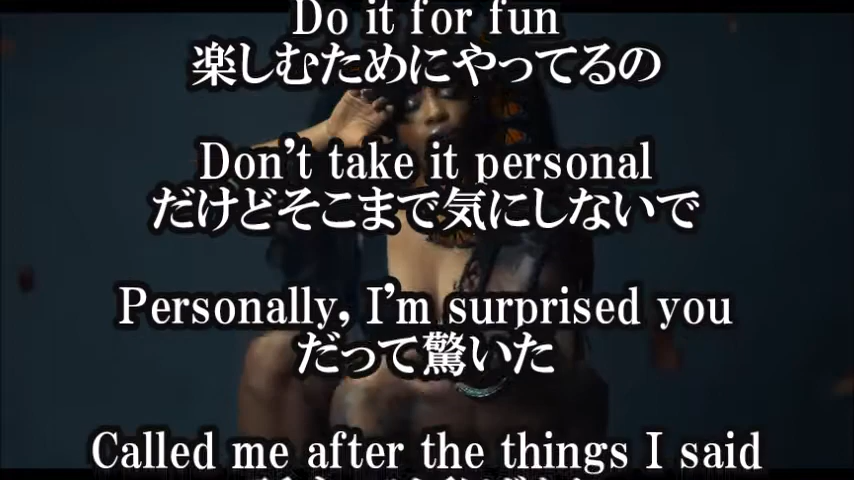 Do it for fun
楽しむためにやってるの
Don't take it personal
だけどそこまで気にしないで
Personally, I'm surprised you
だって驚いた
Called me after the things I said